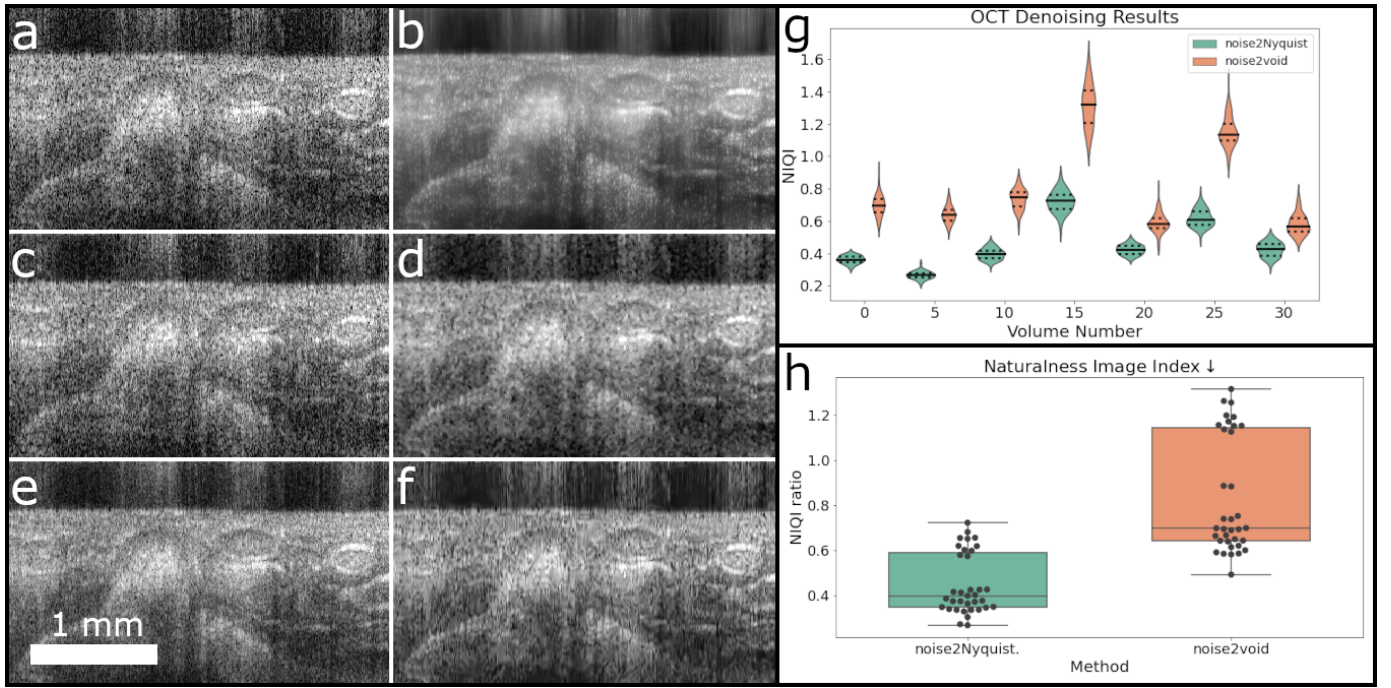 a
b
c
d
e
1 mm
f
g
OCT Denoising Results
noise2Nyquist
noise2void
NIQI
1.6
1.4
1.2
1.0
0.8
0.6
0.4
0.2
0 5 10 15 20 25 30
Volume Number
h
Naturalness Image Index ↓
NIQI ratio
1.2
1.0
0.8
0.6
0.4
noise2Nyquist. noise2void
Method